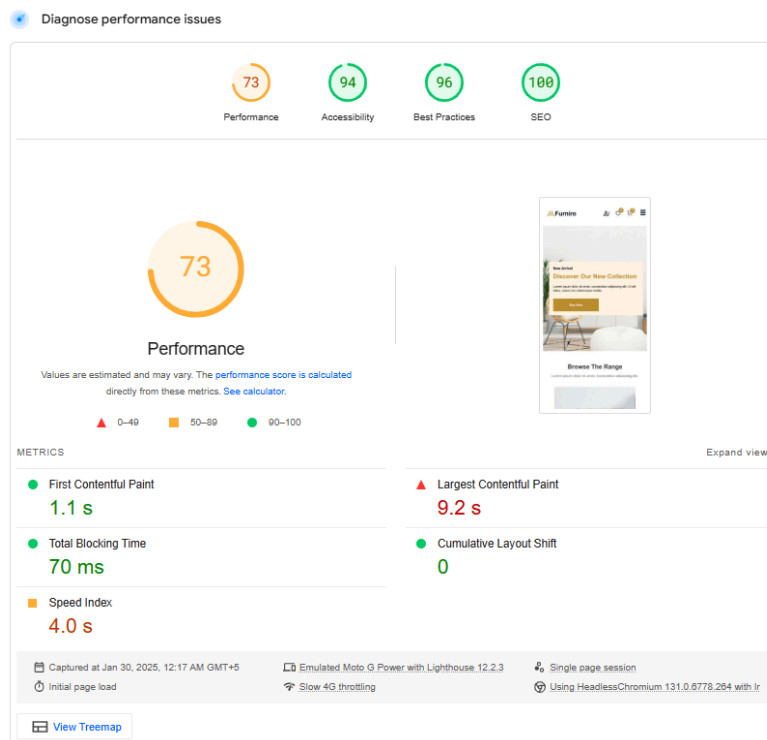 Diagnose performance issues
73
94
96
100
Performance
Accessibility
Best Practices
SEO
73
Performance
Values are estimated and may vary. The performance score is calculated
directly from these metrics. See calculator.
0–49
50–89
90–100
Furniro
New Arrival
Discover Our New Collection
Buy Now
Browse The Range
METRICS
Expand view
First Contentful Paint
1.1 s
Largest Contentful Paint
9.2 s
Total Blocking Time
70 ms
Cumulative Layout Shift
0
Speed Index
4.0 s
Captured at Jan 30, 2025, 12:17 AM GMT+5
Emulated Moto G Power with Lighthouse 12.2.3
Single page session
Initial page load
Slow 4G throttling
Using HeadlessChromium 131.0.6778.264 with lr
View Treemap